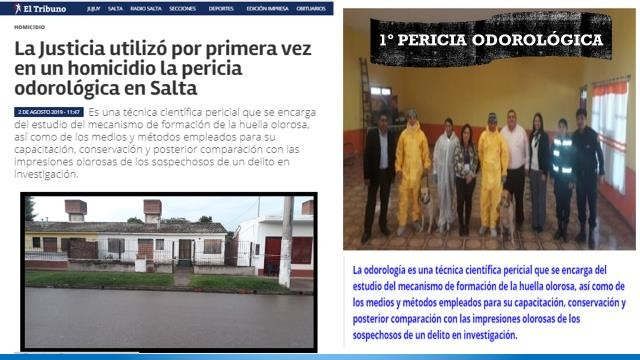 El Tribuno
JUJUY SALTA RADIO SALTA SECCIONES DEPORTES EDICIÓN IMPRESA OBITUARIOS
HOMICIDIO
La Justicia utilizó por primera vez
en un homicidio la pericia
odorológica en Salta
2 DE AGOSTO 2019 - 11:47 Es una técnica científica pericial que se encarga
del estudio del mecanismo de formación de la huella olorosa,
así como de los medios y métodos empleados para su
capacitación, conservación y posterior comparación con las
impresiones olorosas de los sospechosos de un delito en
investigación.
1º PERICIA ODOROLÓGICA
La odorologia es una técnica científica pericial que se encarga del
estudio del mecanismo de formación de la huella olorosa, así como de
los medios y métodos empleados para su capacitación, conservación y
posterior comparación con las impresiones olorosas de los
sospechosos de un delito en investigación.